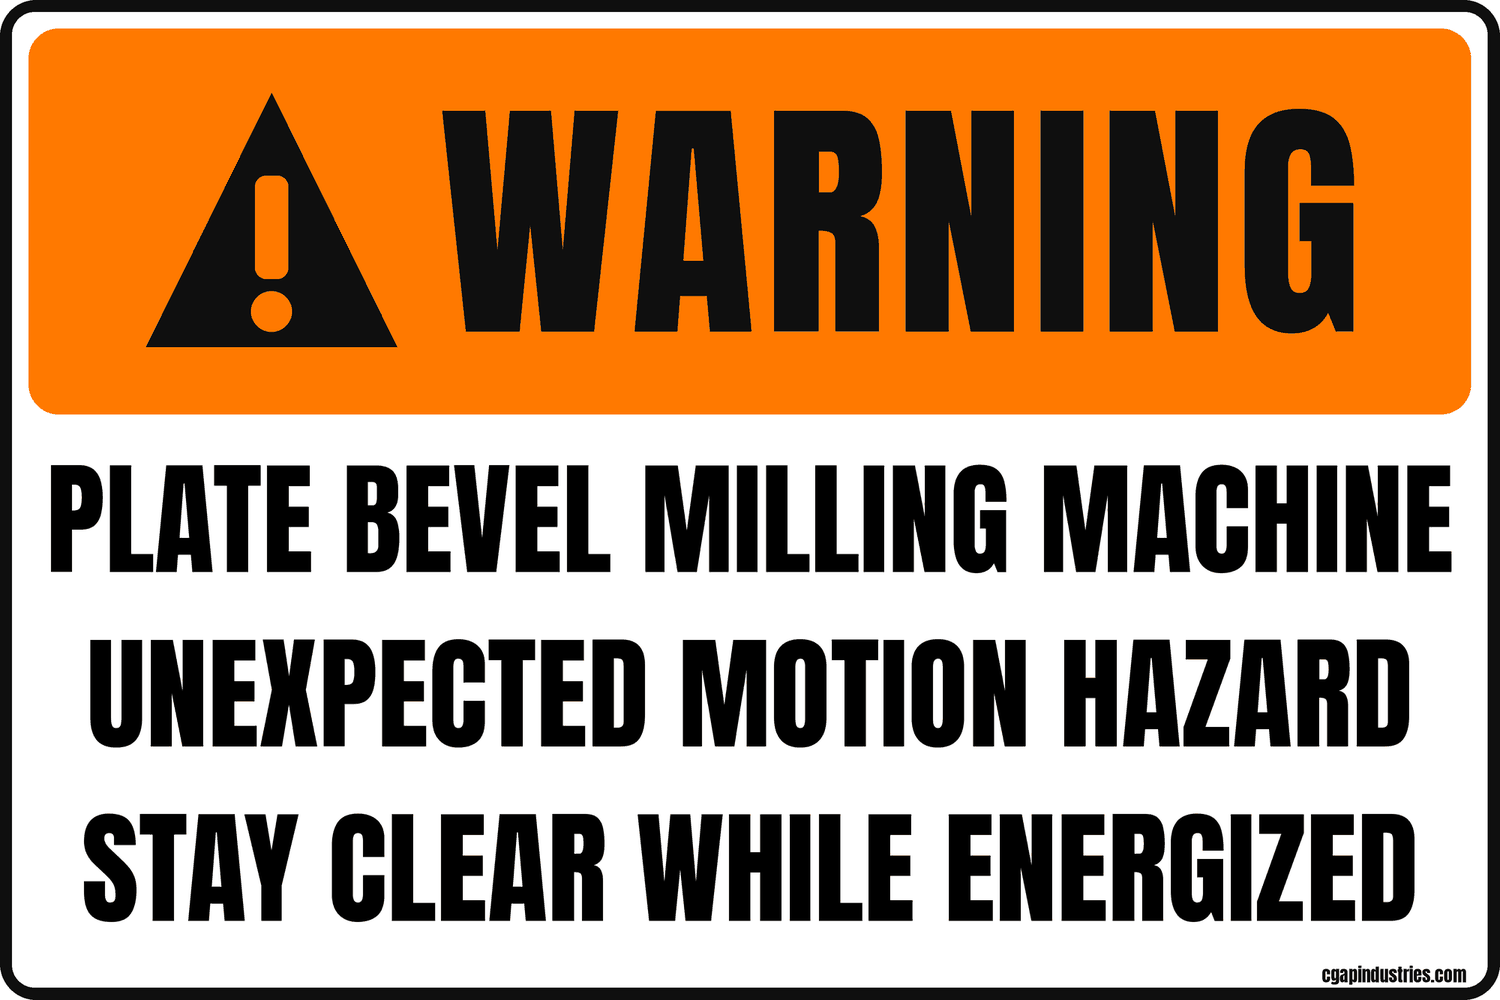 WARNING
PLATE BEVEL MILLING MACHINE
UNEXPECTED MOTION HAZARD
STAY CLEAR WHILE ENERGIZED
cgapindustries.com